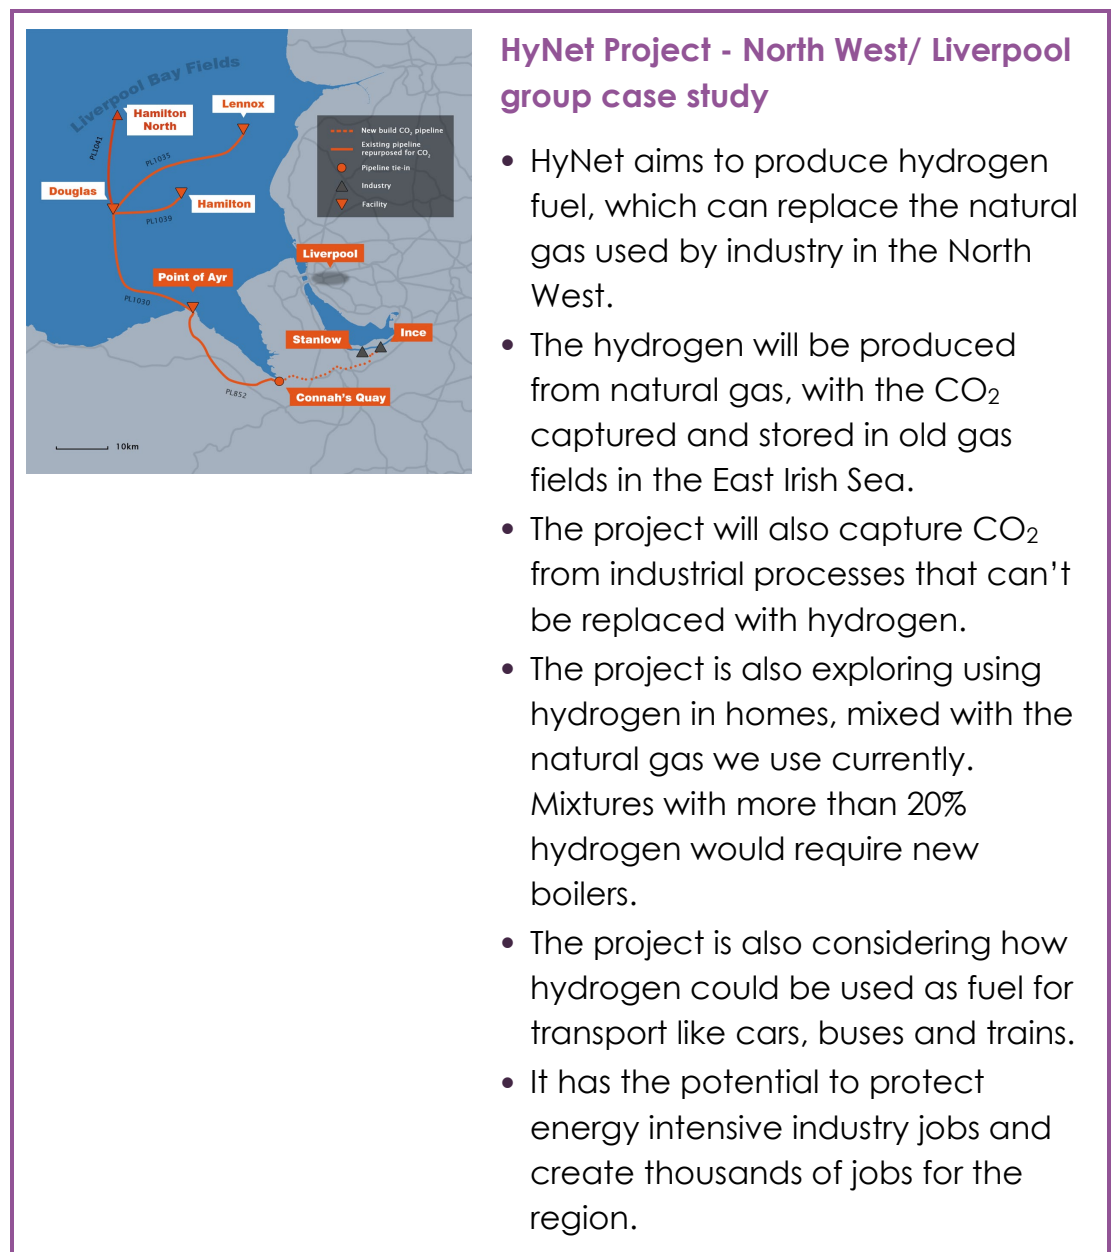 Liverpool Bay Fields
Hamilton
North
Lennox
PL1041
PL1035
Douglas
Hamilton
PL1039
New build CO₂ pipeline
Existing pipeline
repurposed for CO₂
Pipeline tie-in
Industry
Facility
Liverpool
Point of Ayr
PL1030
Stanlow
Ince
Connah's Quay
PL852
10km
HyNet Project - North West/ Liverpool
group case study
• HyNet aims to produce hydrogen
fuel, which can replace the natural
gas used by industry in the North
West.
• The hydrogen will be produced
from natural gas, with the CO₂
captured and stored in old gas
fields in the East Irish Sea.
• The project will also capture CO₂
from industrial processes that can’t
be replaced with hydrogen.
• The project is also exploring using
hydrogen in homes, mixed with the
natural gas we use currently.
Mixtures with more than 20%
hydrogen would require new
boilers.
• The project is also considering how
hydrogen could be used as fuel for
transport like cars, buses and trains.
• It has the potential to protect
energy intensive industry jobs and
create thousands of jobs for the
region.